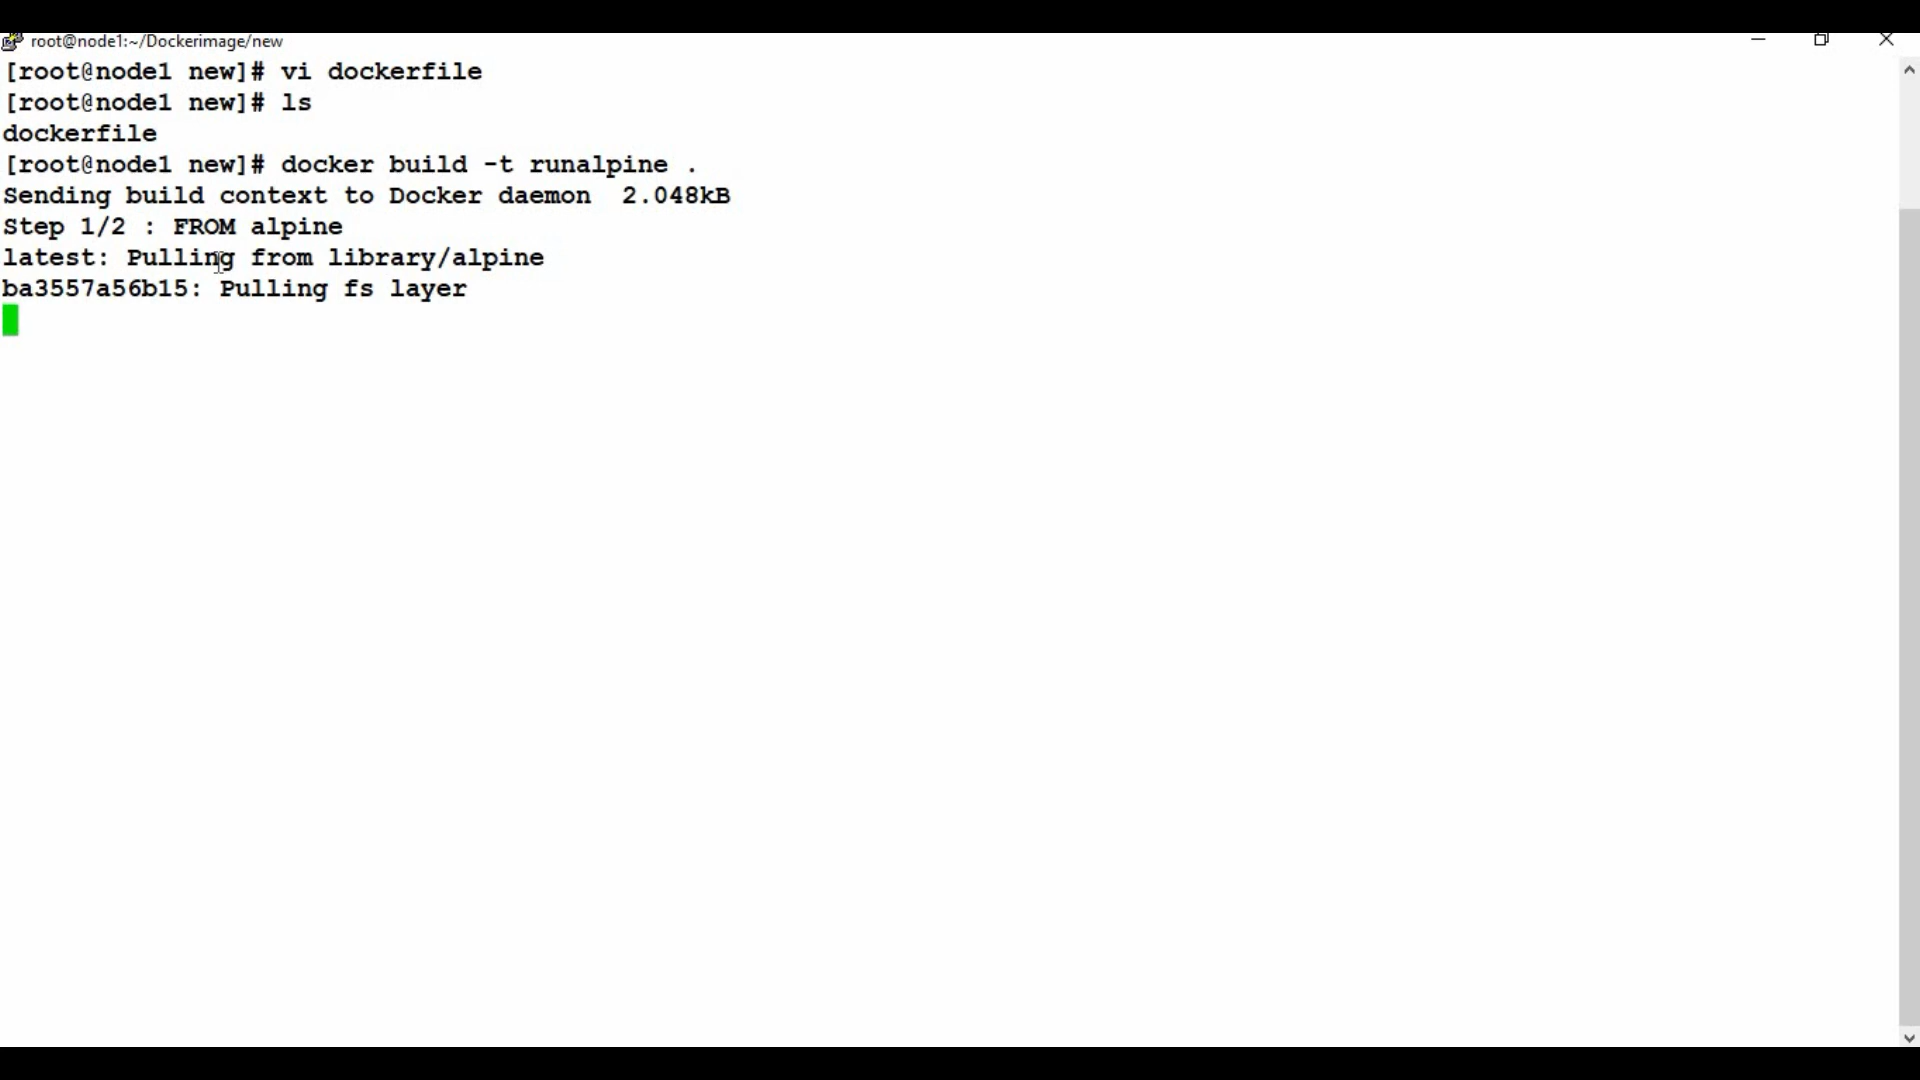 root@node1:~/Dockerimage/new
[root@node1 new]# vi dockerfile
[root@node1 new]# ls
dockerfile
[root@node1 new]# docker build -t runalpine .
Sending build context to Docker daemon  2.048kB
Step 1/2 : FROM alpine
latest: Pulling from library/alpine
ba3557a56b15: Pulling fs layer